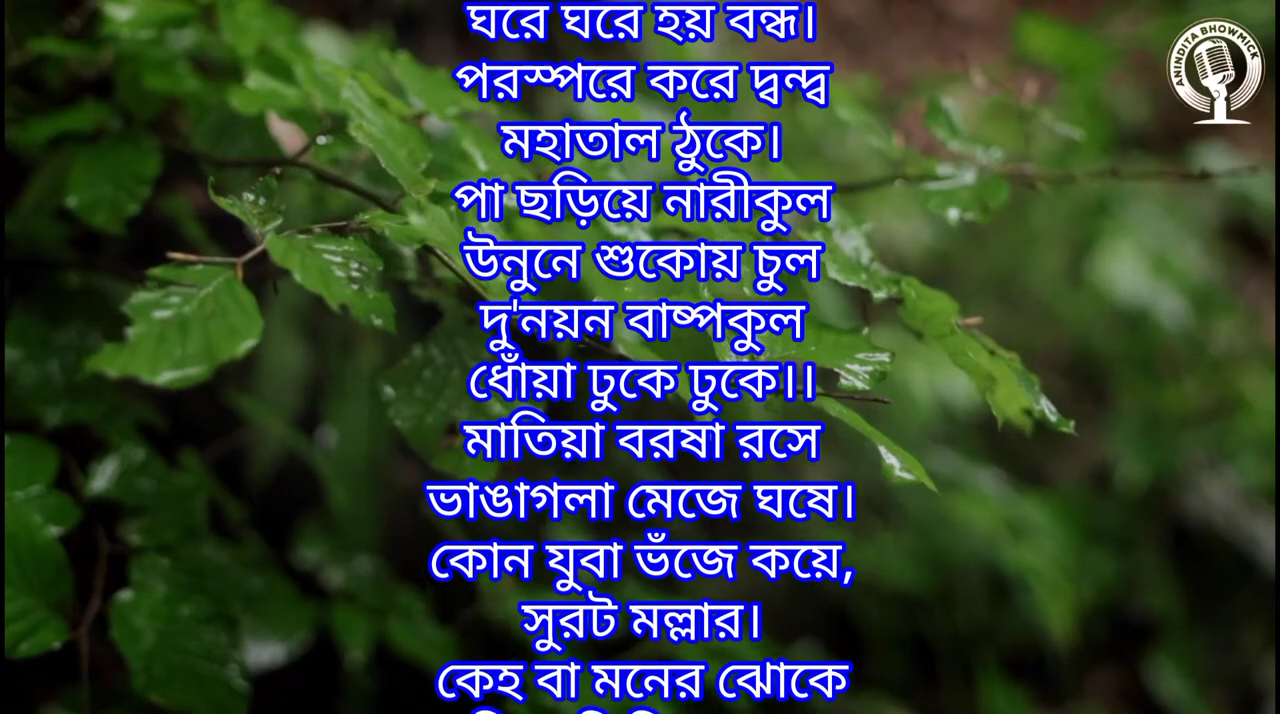 ঘরে ঘরে হয় বন্ধ।
পরস্পরে করে দ্বন্দ্ব
মহাতাল ঠুকে।
পা ছড়িয়ে নারীকুল
উনুনে শুকোয় চুল
দু'নয়ন বাষ্পকুল
ধোঁয়া ঢুকে ঢুকে।।
মাতিয়া বরষা রসে
ভাঙাগলা মেজে ঘষে।
কোন যুবা ভঁজে কয়ে,
সুরট মল্লার।
কেহ বা মনের ঝোকে
ANINDITA BHOWMICK